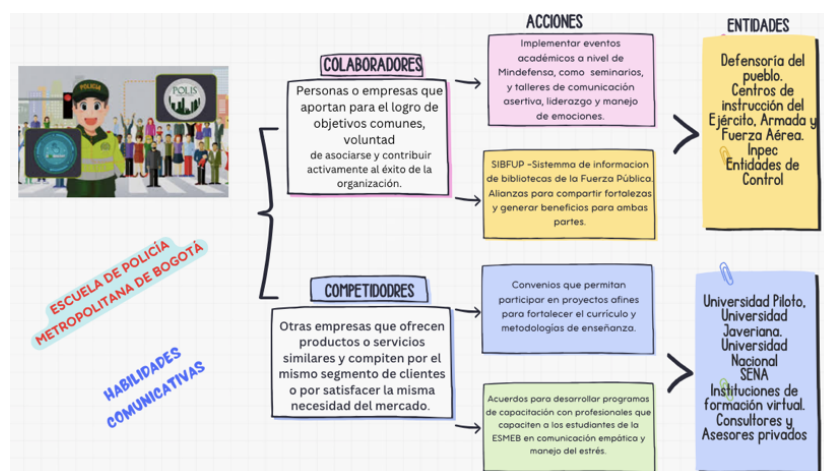 ACCIONES
ENTIDADES
COLABORADORES
Personas o empresas que
aportan para el logro de
objetivos comunes,
voluntad
de asociarse y contribuir
activamente al éxito de la
organización.
Implementar eventos
académicos a nivel de
Mindefensa, como seminarios,
y talleres de comunicación
asertiva, liderazgo y manejo
de emociones.
SIBFUP -Sistemma de informacion
de bibliotecas de la Fuerza Pública.
Alianzas para compartir fortalezas
y generar beneficios para ambas
partes.
Defensoría del
pueblo.
Centros de
instrucción del
Ejército, Armada y
Fuerza Aérea.
Inpec
Entidades de
Control
POLICÍA
POLIS
ESCUELA DE POLICÍA
METROPOLITANA DE BOGOTÁ
HABILIDADES
COMUNICATIVAS
COMPETIDODRES
Otras empresas que ofrecen
productos o servicios
similares y compiten por el
mismo segmento de clientes
o por satisfacer la misma
necesidad del mercado.
Convenios que permitan
participar en proyectos afines
para fortalecer el currículo y
metodologías de enseñanza.
Acuerdos para desarrollar programas
de capacitación con profesionales que
capaciten a los estudiantes de la
ESMEB en comunicación empática y
manejo del estrés.
Universidad Piloto,
Universidad
Javeriana.
Universidad
Nacional
SENA
Instituciones de
formación virtual.
Consultores y
Asesores privados